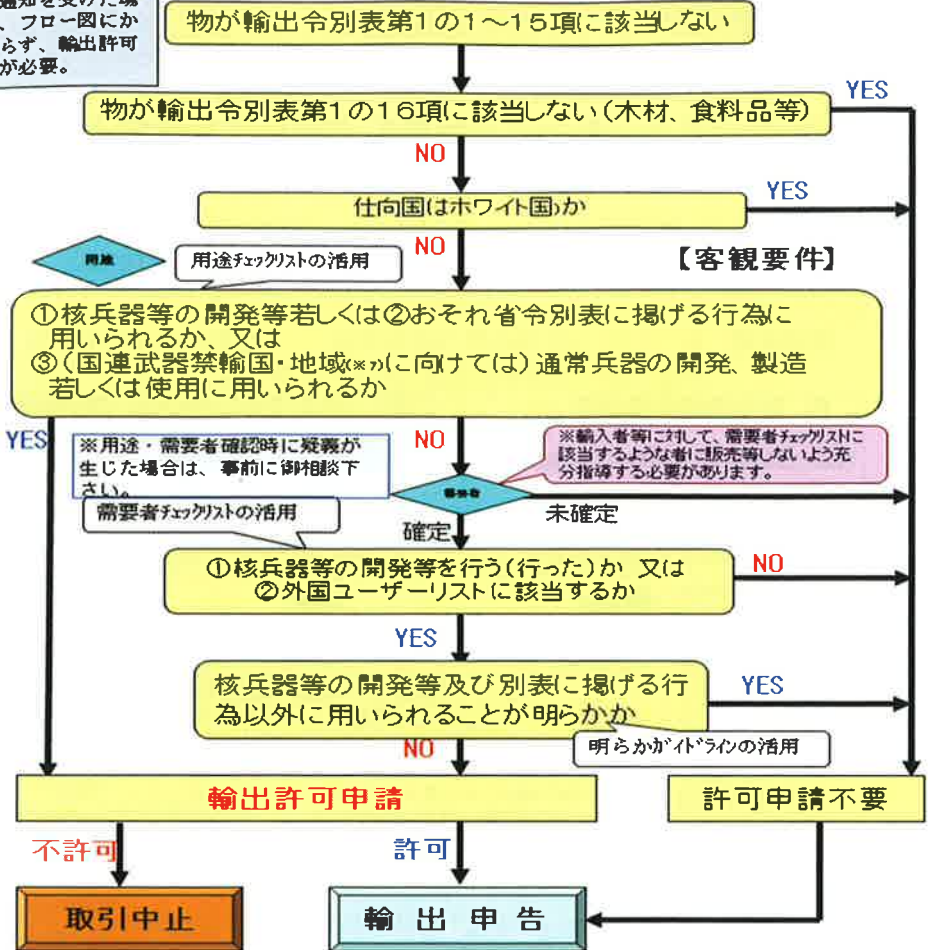 通知を受けた場
、フロー図にか
らず、輸出許可
が必要。
物が輸出令別表第1の1～15項に該当しない
物が輸出令別表第1の16項に該当しない(木材、食料品等)
YES
NO
仕向国はホワイト国)か
YES
NO
用途
用途チェックリストの活用
【客観要件】
①核兵器等の開発等若しくは②おそれ省令別表に掲げる行為に
用いられるか、又は
③(国連武器禁輸国・地域(※ )に向けては)通常兵器の開発、製造
若しくは使用に用いられるか
YES
※用途・需要者確認時に疑義が
生じた場合は、事前に御相談下
さい。
NO
※輸入者等に対して、需要者チェックリストに
該当するような者に販売等しないよう充
分指導する必要があります。
需要者
需要者チェックリストの活用
確定
未確定
①核兵器等の開発等を行う(行った)か 又は
②外国ユーザーリストに該当するか
NO
YES
核兵器等の開発等及び別表に掲げる行
為以外に用いられることが明らかか
YES
明らかガイドラインの活用
NO
輸出許可申請
許可申請不要
不許可
許可
取引中止
輸出申告